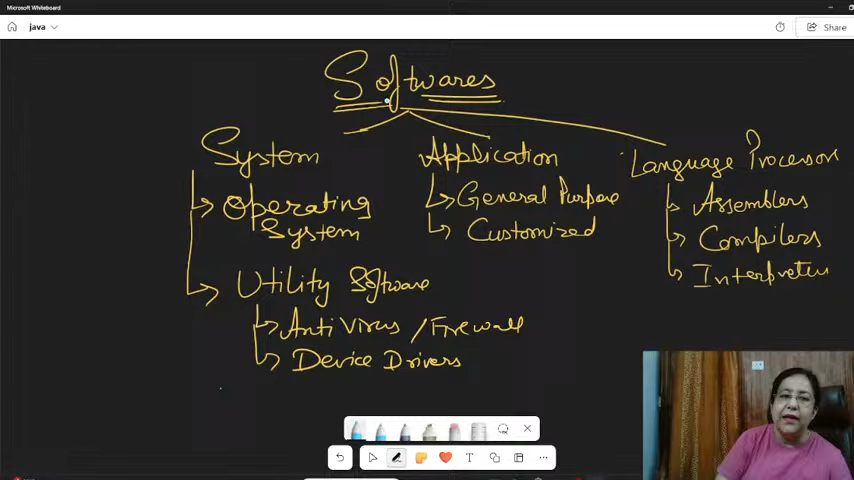 Microsoft Whiteboard
java
Share
Softwares
System
Application
Language Processors
Operating
System
General Purpose
Customized
Assemblers
Compilers
Interpreters
Utility Software
Anti Virus / Firewall
Device Drivers